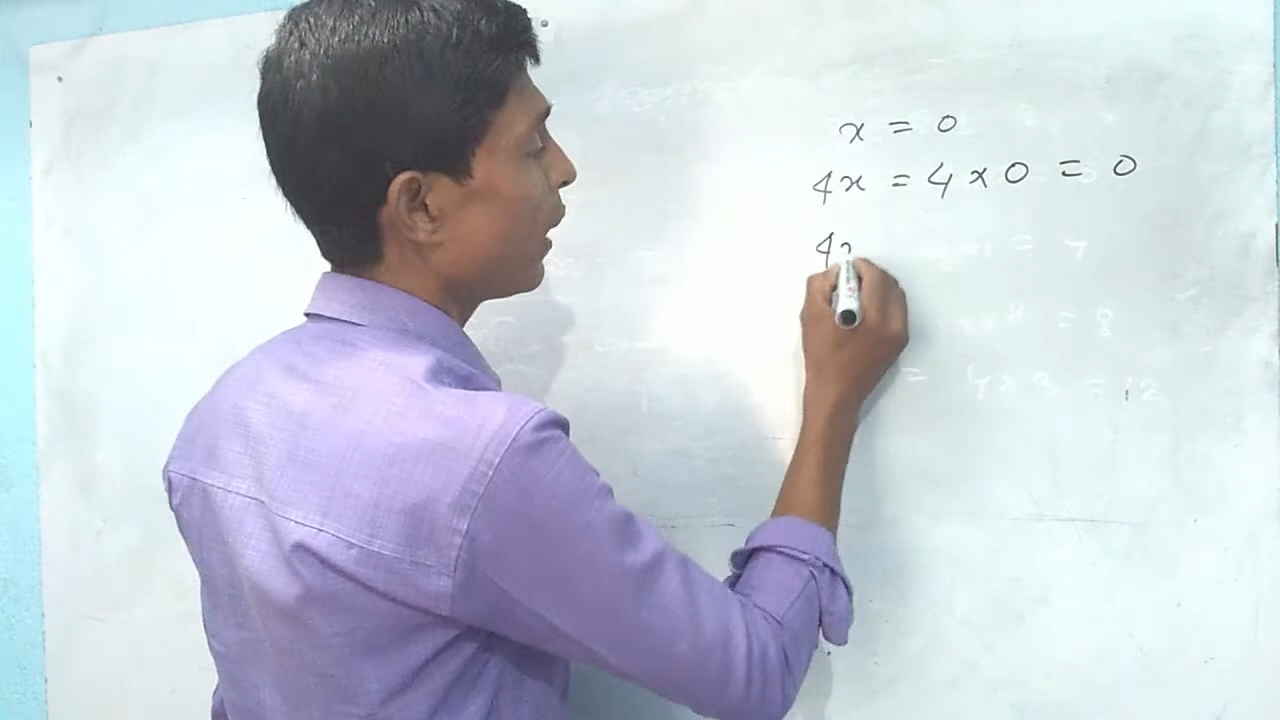 x = 0
4x = 4 x 0 = 0
4x
= 7
= 8
= 4 x 3 = 12